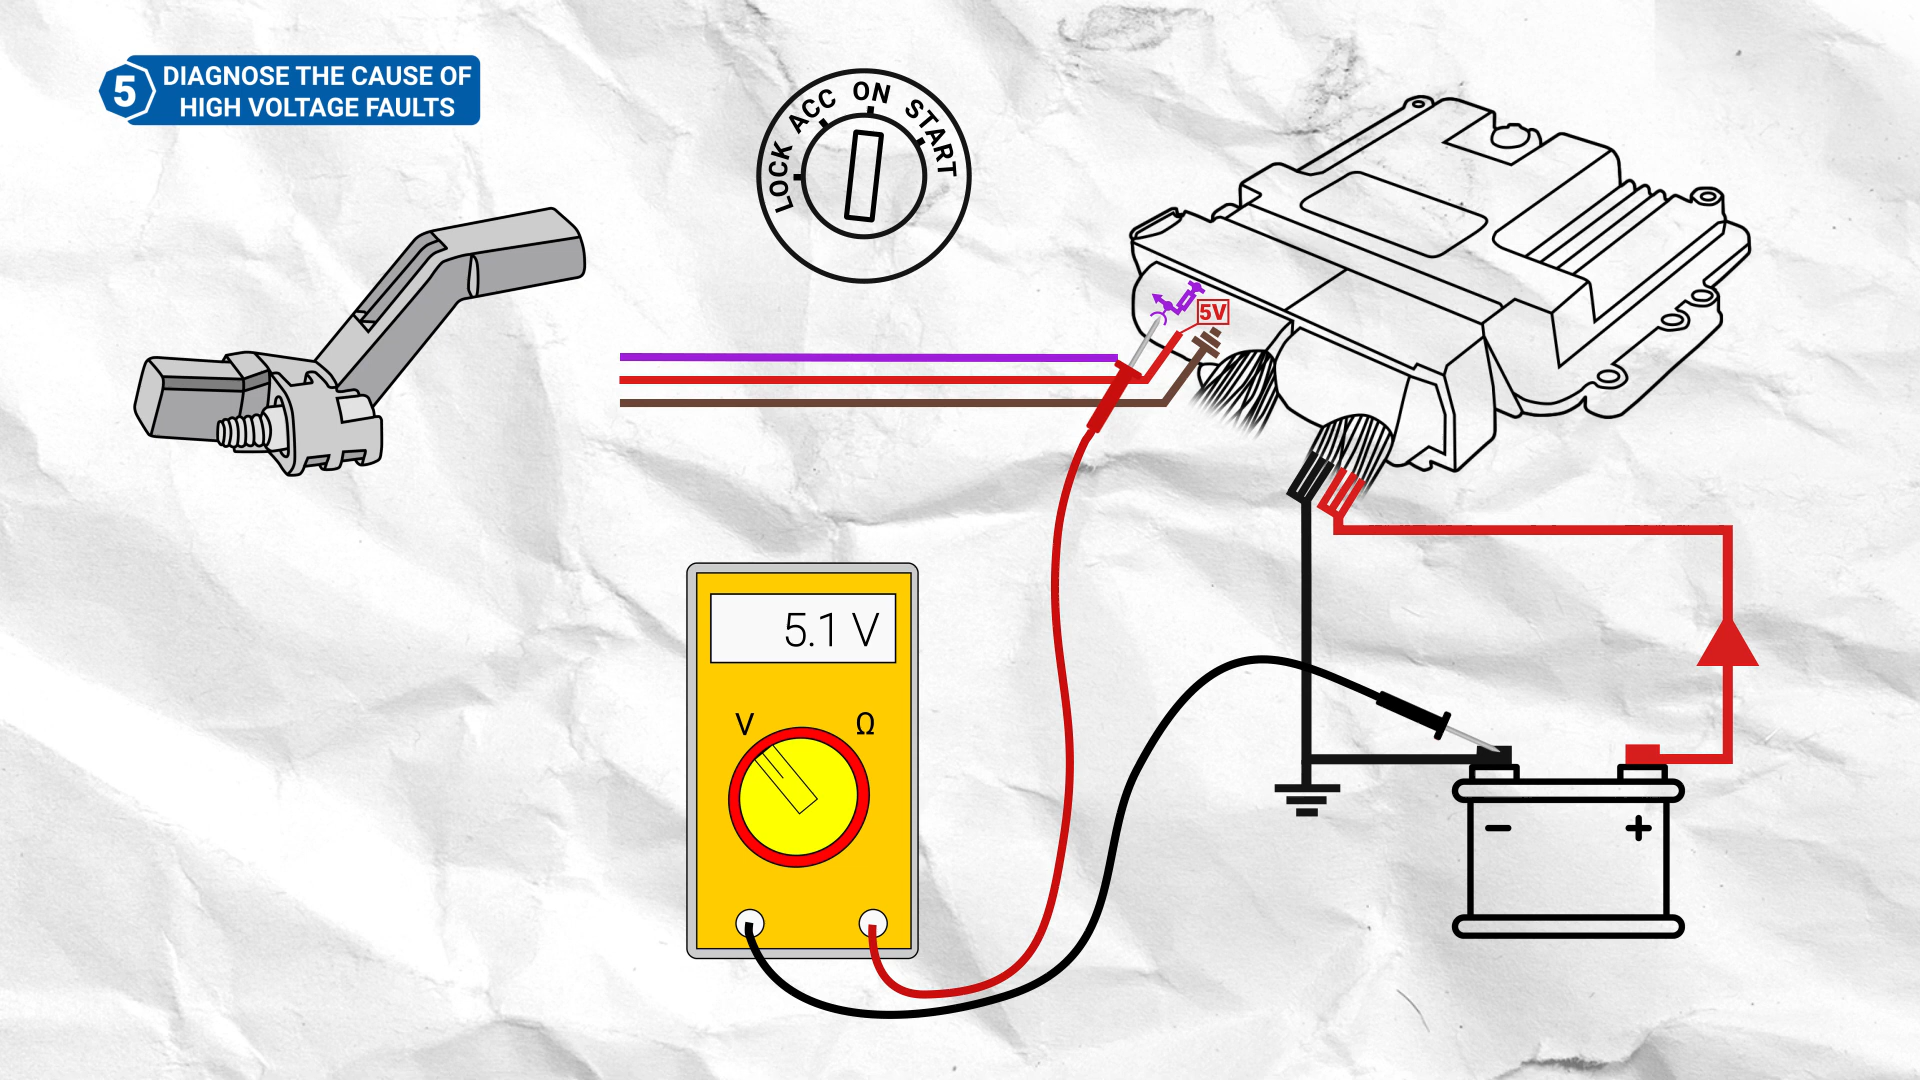 5
DIAGNOSE THE CAUSE OF
HIGH VOLTAGE FAULTS
LOCK ACC ON START
5V
5.1 V
V Ω
- +